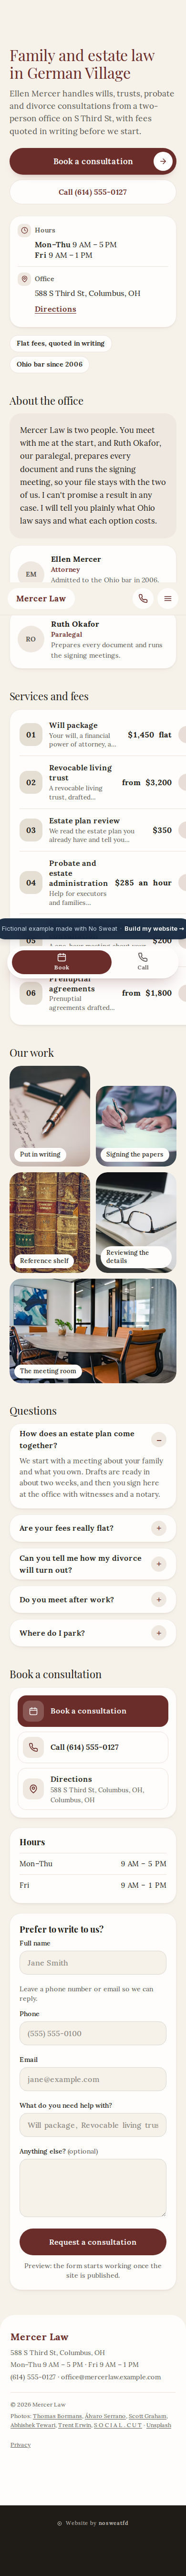 Family and estate law
in German Village
Ellen Mercer handles wills, trusts, probate
and divorce consultations from a two-
person office on S Third St, with fees
quoted in writing before we start.
Book a consultation
Call (614) 555-0127
Hours
Mon–Thu 9 AM – 5 PM
Fri 9 AM – 1 PM
Office
588 S Third St, Columbus, OH
Directions
Flat fees, quoted in writing
Ohio bar since 2006
About the office
Mercer Law is two people. You meet
with me at the start, and Ruth Okafor,
our paralegal, prepares every
document and runs the signing
meeting, so your file stays with the two
of us. I can't promise a result in any
case. I will tell you plainly what Ohio
law says and what each option costs.
EM
Ellen Mercer
Attorney
Admitted to the Ohio bar in 2006.
Mercer Law
RO
Ruth Okafor
Paralegal
Prepares every document and runs
the signing meetings.
Services and fees
01
Will package
Your will, a financial
power of attorney, a...
$1,450 flat
02
Revocable living
trust
A revocable living
trust, drafted...
from $3,200
03
Estate plan review
We read the estate plan you
already have and tell you...
$350
04
Probate and
estate
administration
Help for executors
and families...
$285 an hour
Fictional example made with No Sweat · Build your website →
05
$200
Book
Call
06
Prenuptial
agreements
Prenuptial
agreements drafted...
from $1,800
Our work
Put in writing
Signing the papers
Reference shelf
Reviewing the
details
The meeting room
Questions
How does an estate plan come
together?
We start with a meeting about your family
and what you own. Drafts are ready in
about two weeks, and then you sign here
at the office with witnesses and a notary.
Are your fees really flat?
Can you tell me how my divorce
will turn out?
Do you meet after work?
Where do I park?
Book a consultation
Book a consultation
Call (614) 555-0127
Directions
588 S Third St, Columbus, OH,
Columbus, OH
Hours
Mon–Thu 9 AM – 5 PM
Fri 9 AM – 1 PM
Prefer to write to us?
Full name
Jane Smith
Leave a phone number or email so we can
reply.
Phone
(555) 555-0100
Email
jane@example.com
What do you need help with?
Will package, Revocable living trus
Anything else? (optional)
Request a consultation
Preview: the form starts working once the
site is published.
Mercer Law
588 S Third St, Columbus, OH
Mon–Thu 9 AM – 5 PM · Fri 9 AM – 1 PM
(614) 555-0127 · office@mercerlaw.example.com
© 2026 Mercer Law
Photos: Thomas Bormans, Álvaro Serrano, Scott Graham,
Abhishek Tewari, Trent Erwin, S O C I A L . C U T · Unsplash
Privacy
Website by nosweatfd